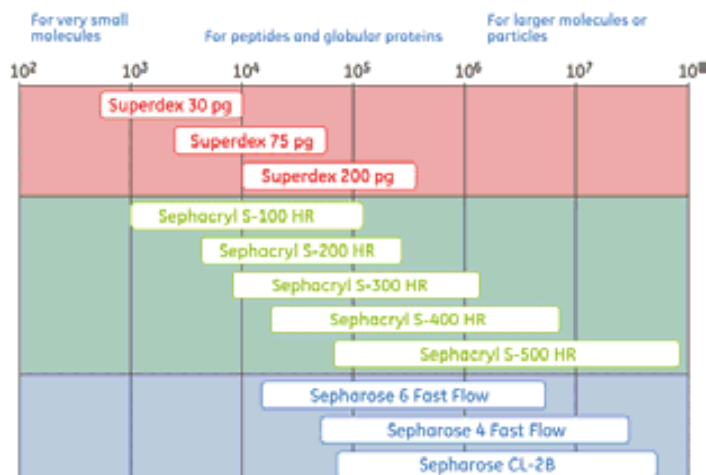 For very small
molecules
For peptides and globular proteins
For larger molecules or
particles
10² 10³ 10⁴ 10⁵ 10⁶ 10⁷ 10⁸
Superdex 30 pg
Superdex 75 pg
Superdex 200 pg
Sephacryl S-100 HR
Sephacryl S-200 HR
Sephacryl S-300 HR
Sephacryl S-400 HR
Sephacryl S-500 HR
Sepharose 6 Fast Flow
Sepharose 4 Fast Flow
Sepharose CL-2B